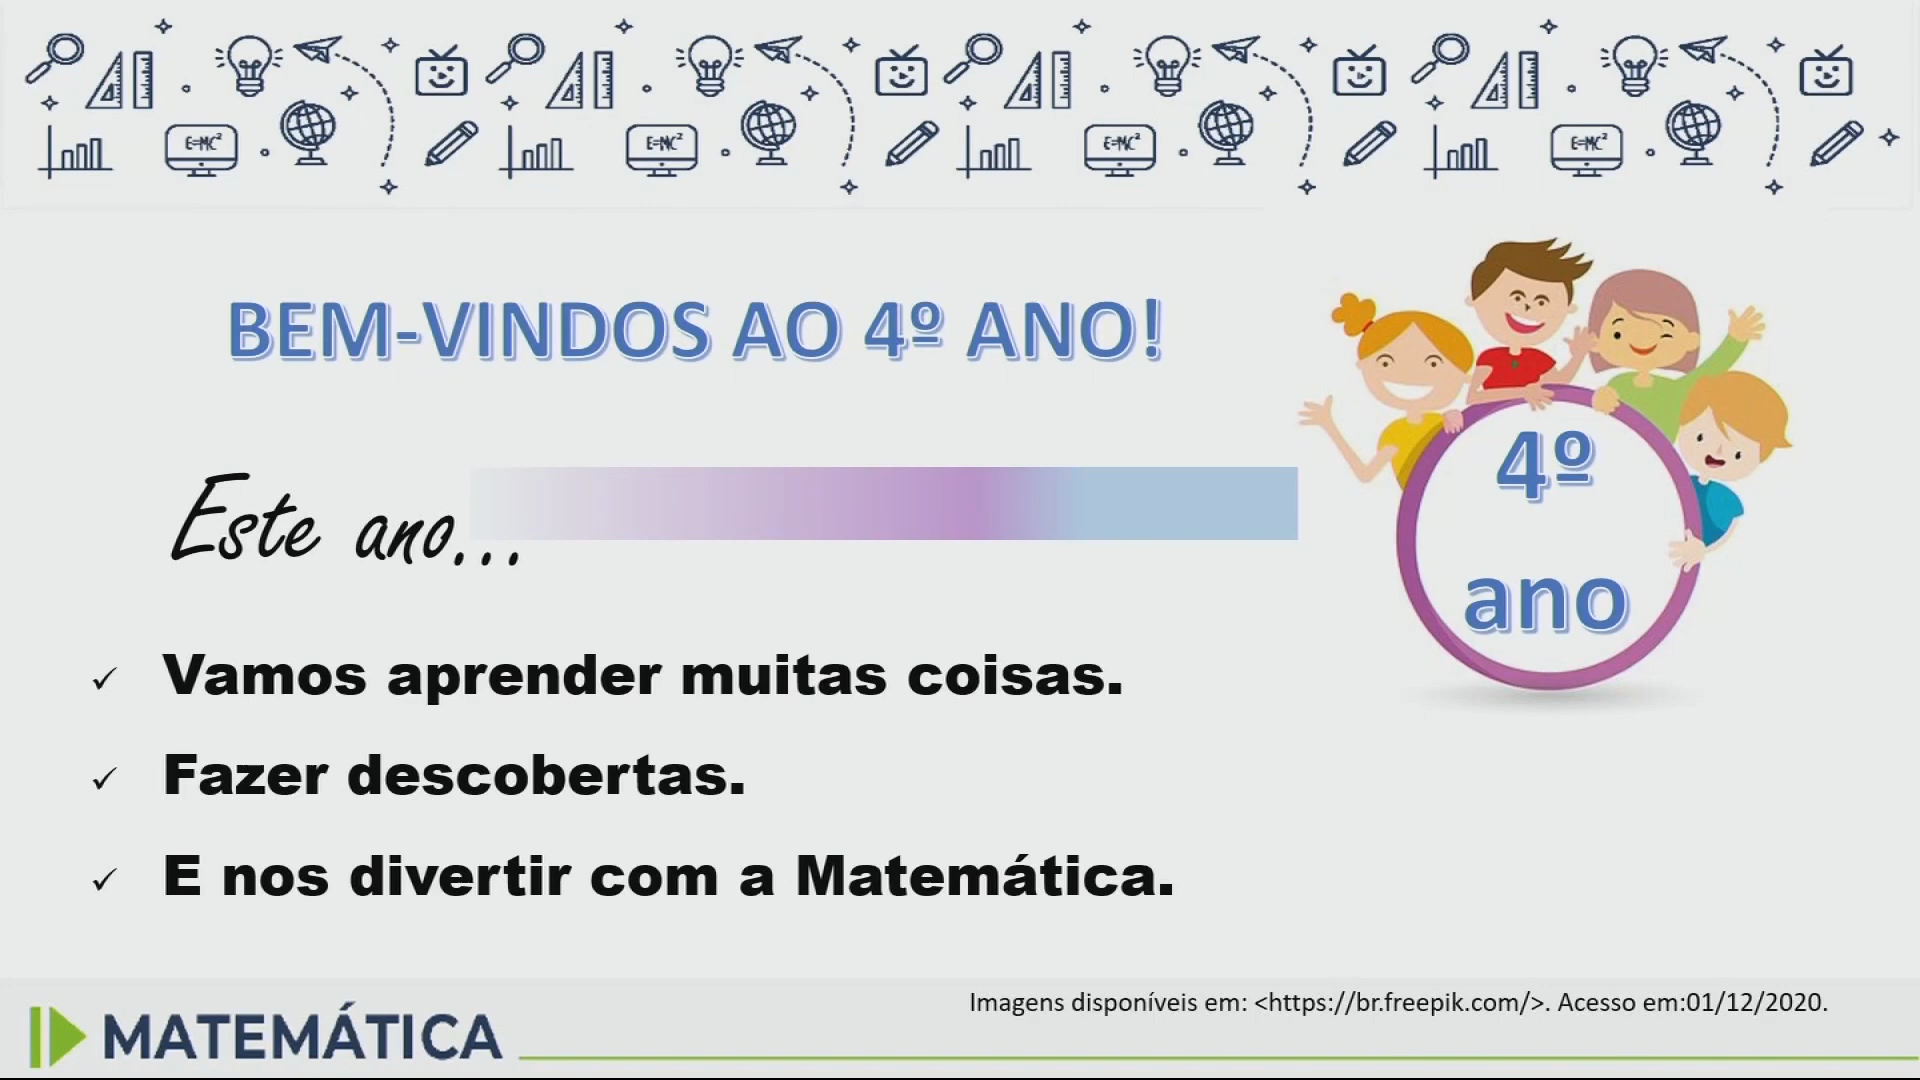 E=MC² E=MC² E=MC² E=MC²
BEM-VINDOS AO 4º ANO!
4º
ano
Este ano...
✓ Vamos aprender muitas coisas.
✓ Fazer descobertas.
✓ E nos divertir com a Matemática.
Imagens disponíveis em: <https://br.freepik.com/>. Acesso em:01/12/2020.
MATEMÁTICA